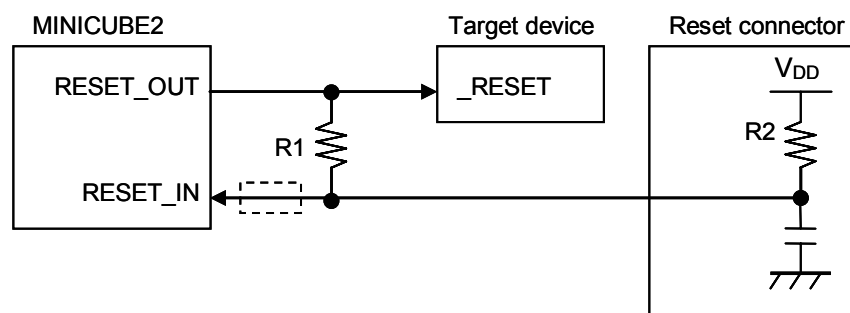 MINICUBE2
Target device
Reset connector
RESET_OUT
_RESET
VDD
R1
R2
RESET_IN